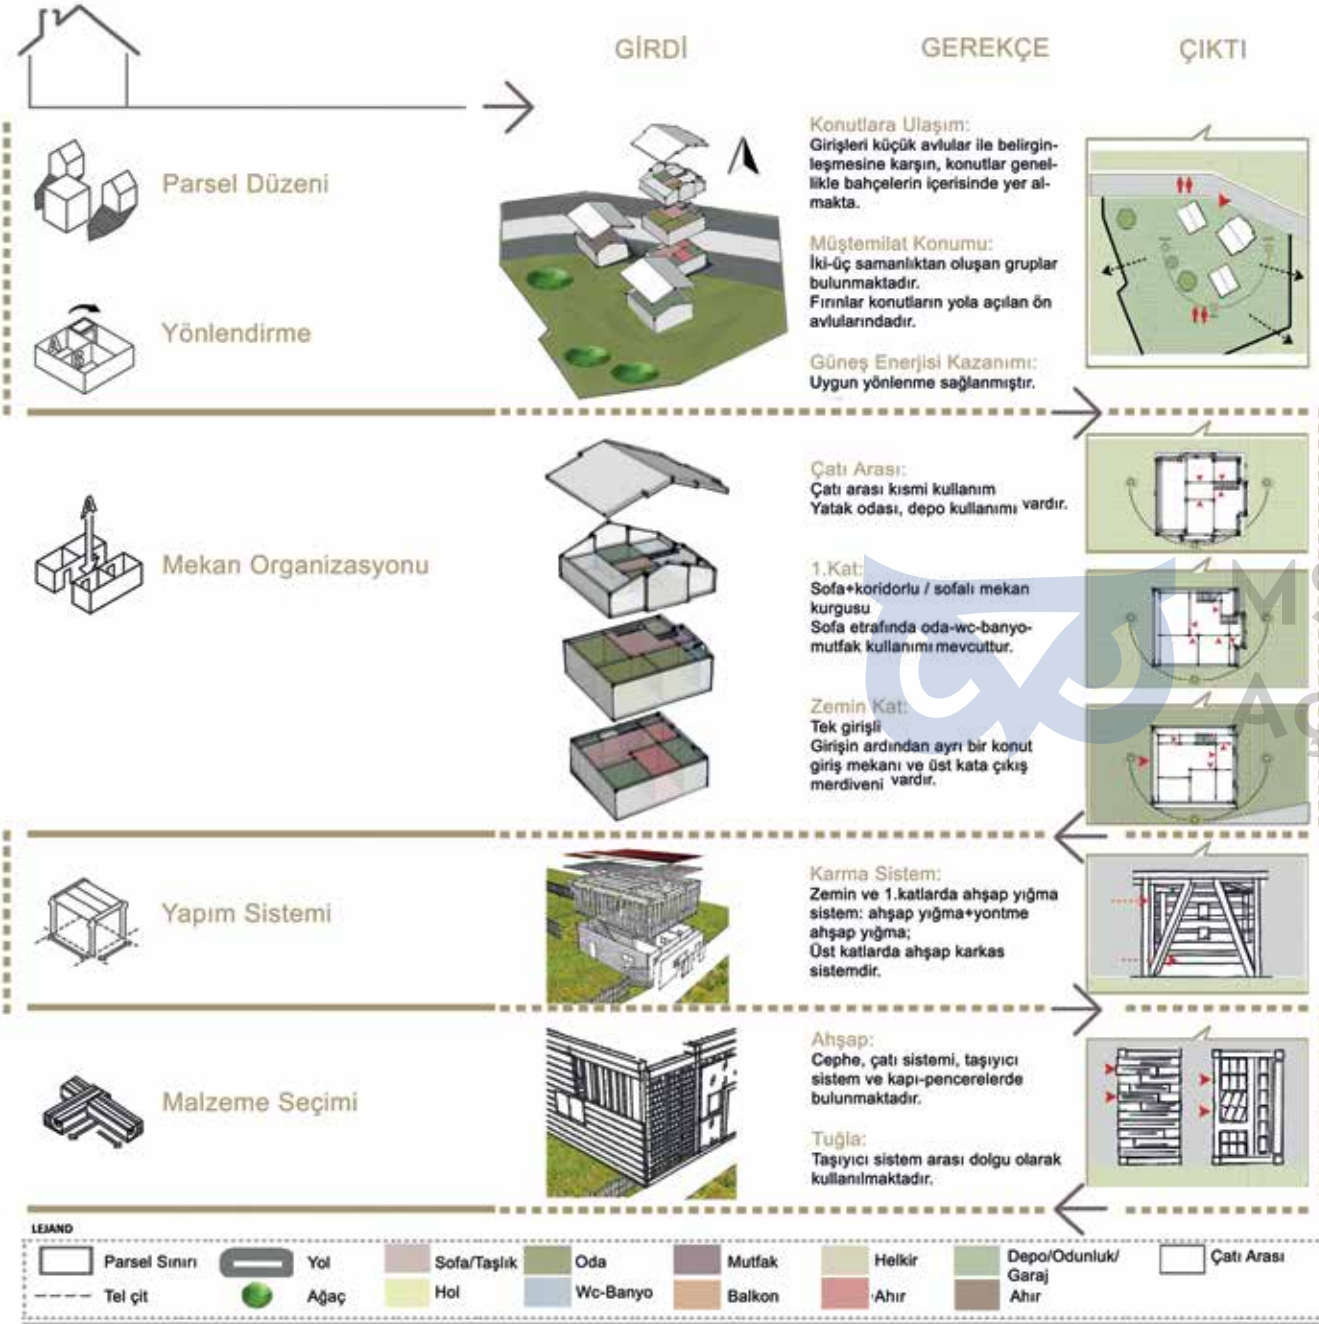 GİRDİ GEREKÇE ÇIKTI
Parsel Düzeni
Yönlendirme
Konutlara Ulaşım:
Girişleri küçük avlular ile belirgin-
leşmesine karşın, konutlar genel-
likle bahçelerin içerisinde yer al-
makta.
Müştemilat Konumu:
İki-üç samanlıktan oluşan gruplar
bulunmaktadır.
Fırınlar konutların yola açılan ön
avlularındadır.
Güneş Enerjisi Kazanımı:
Uygun yönlenme sağlanmıştır.
Mekan Organizasyonu
Çatı Arası:
Çatı arası kısmi kullanım
Yatak odası, depo kullanımı vardır.
1.Kat:
Sofa+koridorlu / sofalı mekan
kurgusu
Sofa etrafında oda-wc-banyo-
mutfak kullanımı mevcuttur.
Zemin Kat:
Tek girişli
Girişin ardından ayrı bir konut
giriş mekanı ve üst kata çıkış
merdiveni vardır.
Yapım Sistemi
Karma Sistem:
Zemin ve 1.katlarda ahşap yığma
sistem: ahşap yığma+yontme
ahşap yığma;
Üst katlarda ahşap karkas
sistemdir.
Malzeme Seçimi
Ahşap:
Cephe, çatı sistemi, taşıyıcı
sistem ve kapı-pencerelerde
bulunmaktadır.
Tuğla:
Taşıyıcı sistem arası dolgu olarak
kullanılmaktadır.
LEJAND
Parsel Sınırı Yol Sofa/Taşlık Oda Mutfak Helkir Depo/Odunluk/ Çatı Arası
Garaj
Tel çit Ağaç Hol Wc-Banyo Balkon Ahır Ahır